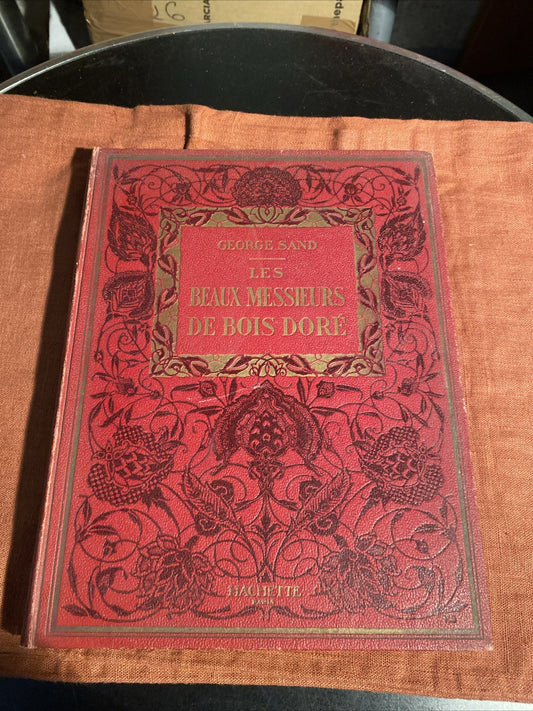 GEORGE SAND
LES
BEAUX MESSIEURS
DE BOIS DORÉ
HACHETTE